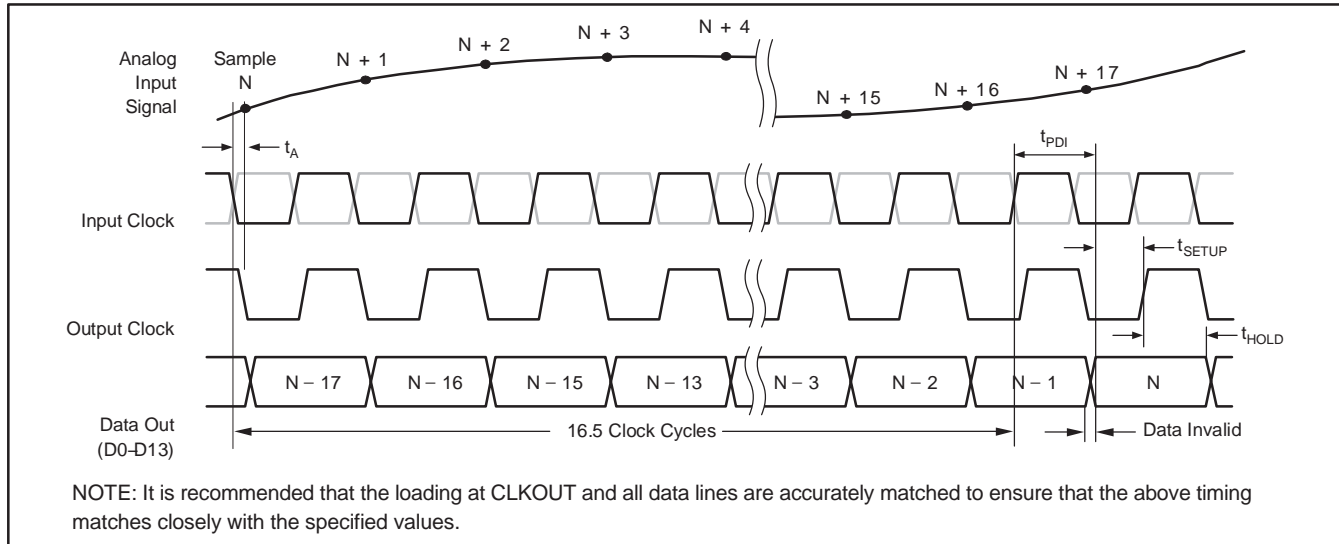 N + 1
N + 2
N + 3
N + 4
Analog
Input
Signal
Sample
N
N + 15
N + 16
N + 17
tA
tPDI
Input Clock
tSETUP
Output Clock
tHOLD
N – 17
N – 16
N – 15
N – 13
N – 3
N – 2
N – 1
N
Data Out
(D0–D13)
16.5 Clock Cycles
Data Invalid
NOTE: It is recommended that the loading at CLKOUT and all data lines are accurately matched to ensure that the above timing
matches closely with the specified values.